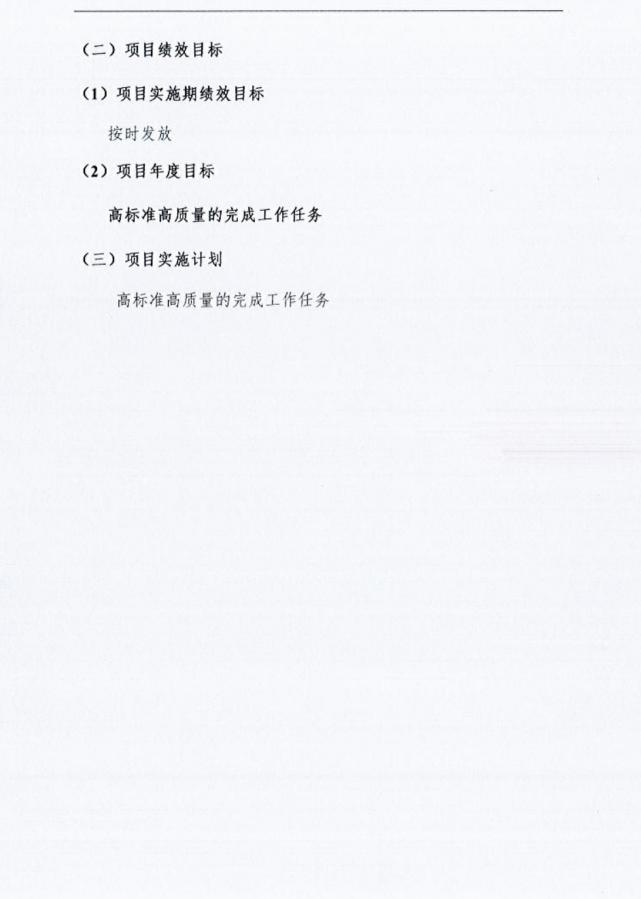 （二）项目绩效目标
（1）项目实施期绩效目标
按时发放
（2）项目年度目标
高标准高质量的完成工作任务
（三）项目实施计划
高标准高质量的完成工作任务